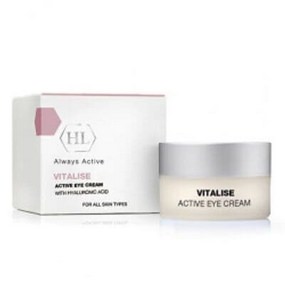 HL
Always Active
VITALISE
ACTIVE EYE CREAM
WITH HYALURONIC ACID
FOR ALL SKIN TYPES
VITALISE
ACTIVE EYE CREAM